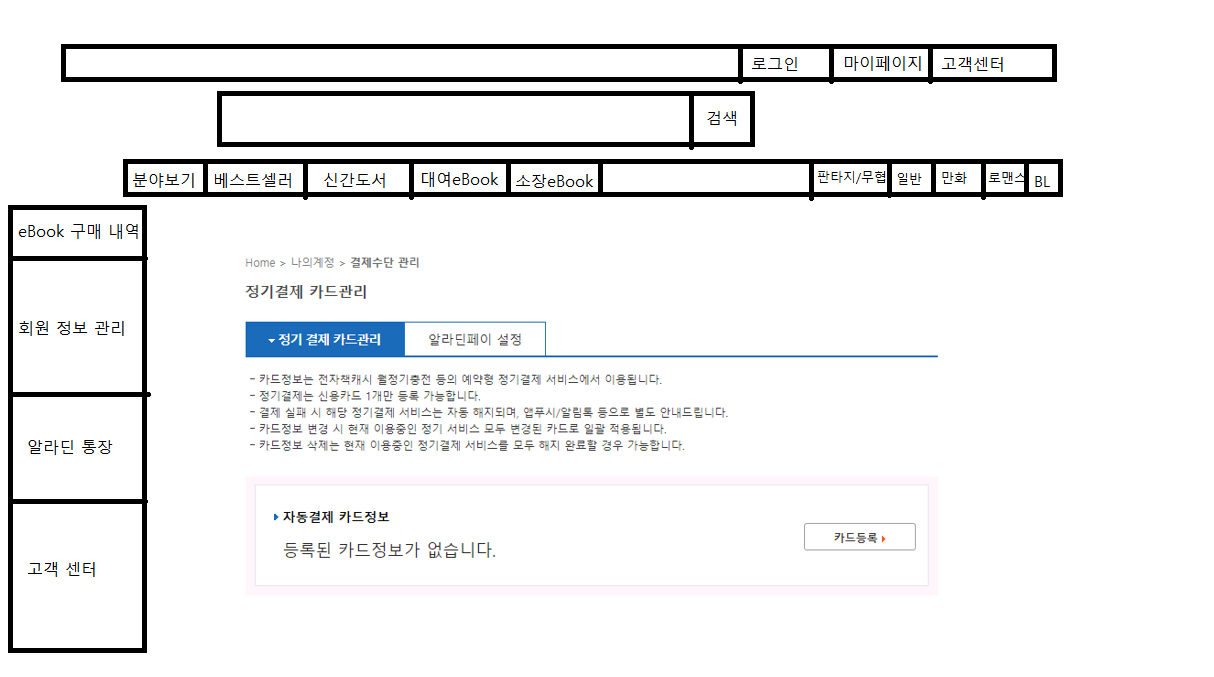 로그인 마이페이지 고객센터
검색
분야보기 베스트셀러 신간도서 대여eBook 소장eBook 판타지/무협 일반 만화 로맨스 BL
eBook 구매 내역
회원 정보 관리
알라딘 통장
고객 센터
Home > 나의계정 > 결제수단 관리
정기결제 카드관리
정기 결제 카드관리 알라딘페이 설정
- 카드정보는 전자책캐시 월정기충전 등의 예약형 정기결제 서비스에서 이용됩니다.
- 정기결제는 신용카드 1개만 등록 가능합니다.
- 결제 실패 시 해당 정기결제 서비스는 자동 해지되며, 앱푸시/알림톡 등으로 별도 안내드립니다.
- 카드정보 변경 시 현재 이용중인 정기 서비스 모두 변경된 카드로 일괄 적용됩니다.
- 카드정보 삭제는 현재 이용중인 정기결제 서비스를 모두 해지 완료할 경우 가능합니다.
자동결제 카드정보
등록된 카드정보가 없습니다.
카드등록